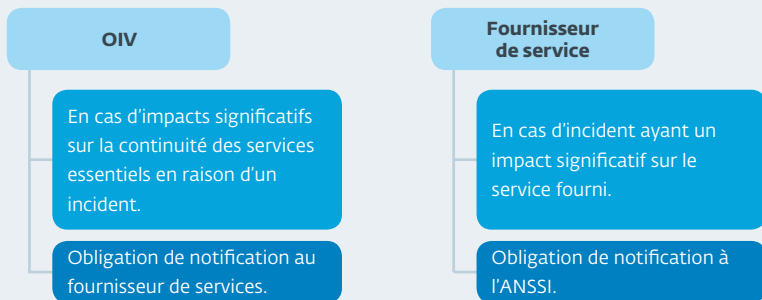 OIV
En cas d'impacts significatifs
sur la continuité des services
essentiels en raison d'un
incident.
Obligation de notification au
fournisseur de services.
Fournisseur
de service
En cas d'incident ayant un
impact significatif sur le
service fourni.
Obligation de notification à
l'ANSSI.